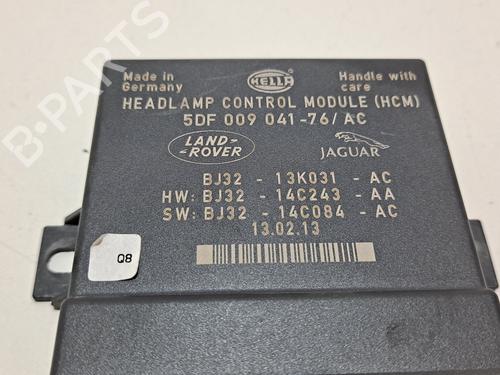 Made in
Germany
HELLA
Handle with
care
HEADLAMP CONTROL MODULE (HCM)
5DF 009 041-76/AC
LAND-
ROVER
JAGUAR
BJ32 - 13K031 - AC
HW: BJ32 - 14C243 - AA
SW: BJ32 - 14C084 - AC
13.02.13
Q8
B-PARTS